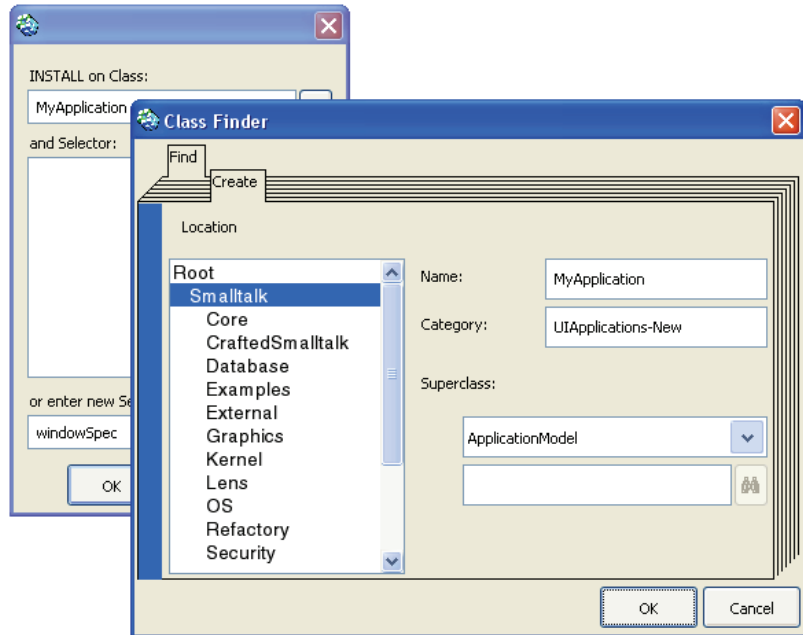 INSTALL on Class:
MyApplication
and Selector:
or enter new Se
windowSpec
OK
Class Finder
Find
Create
Location
Root
Smalltalk
Core
CraftedSmalltalk
Database
Examples
External
Graphics
Kernel
Lens
OS
Refactory
Security
Name: MyApplication
Category: UIApplications-New
Superclass:
ApplicationModel
OK Cancel